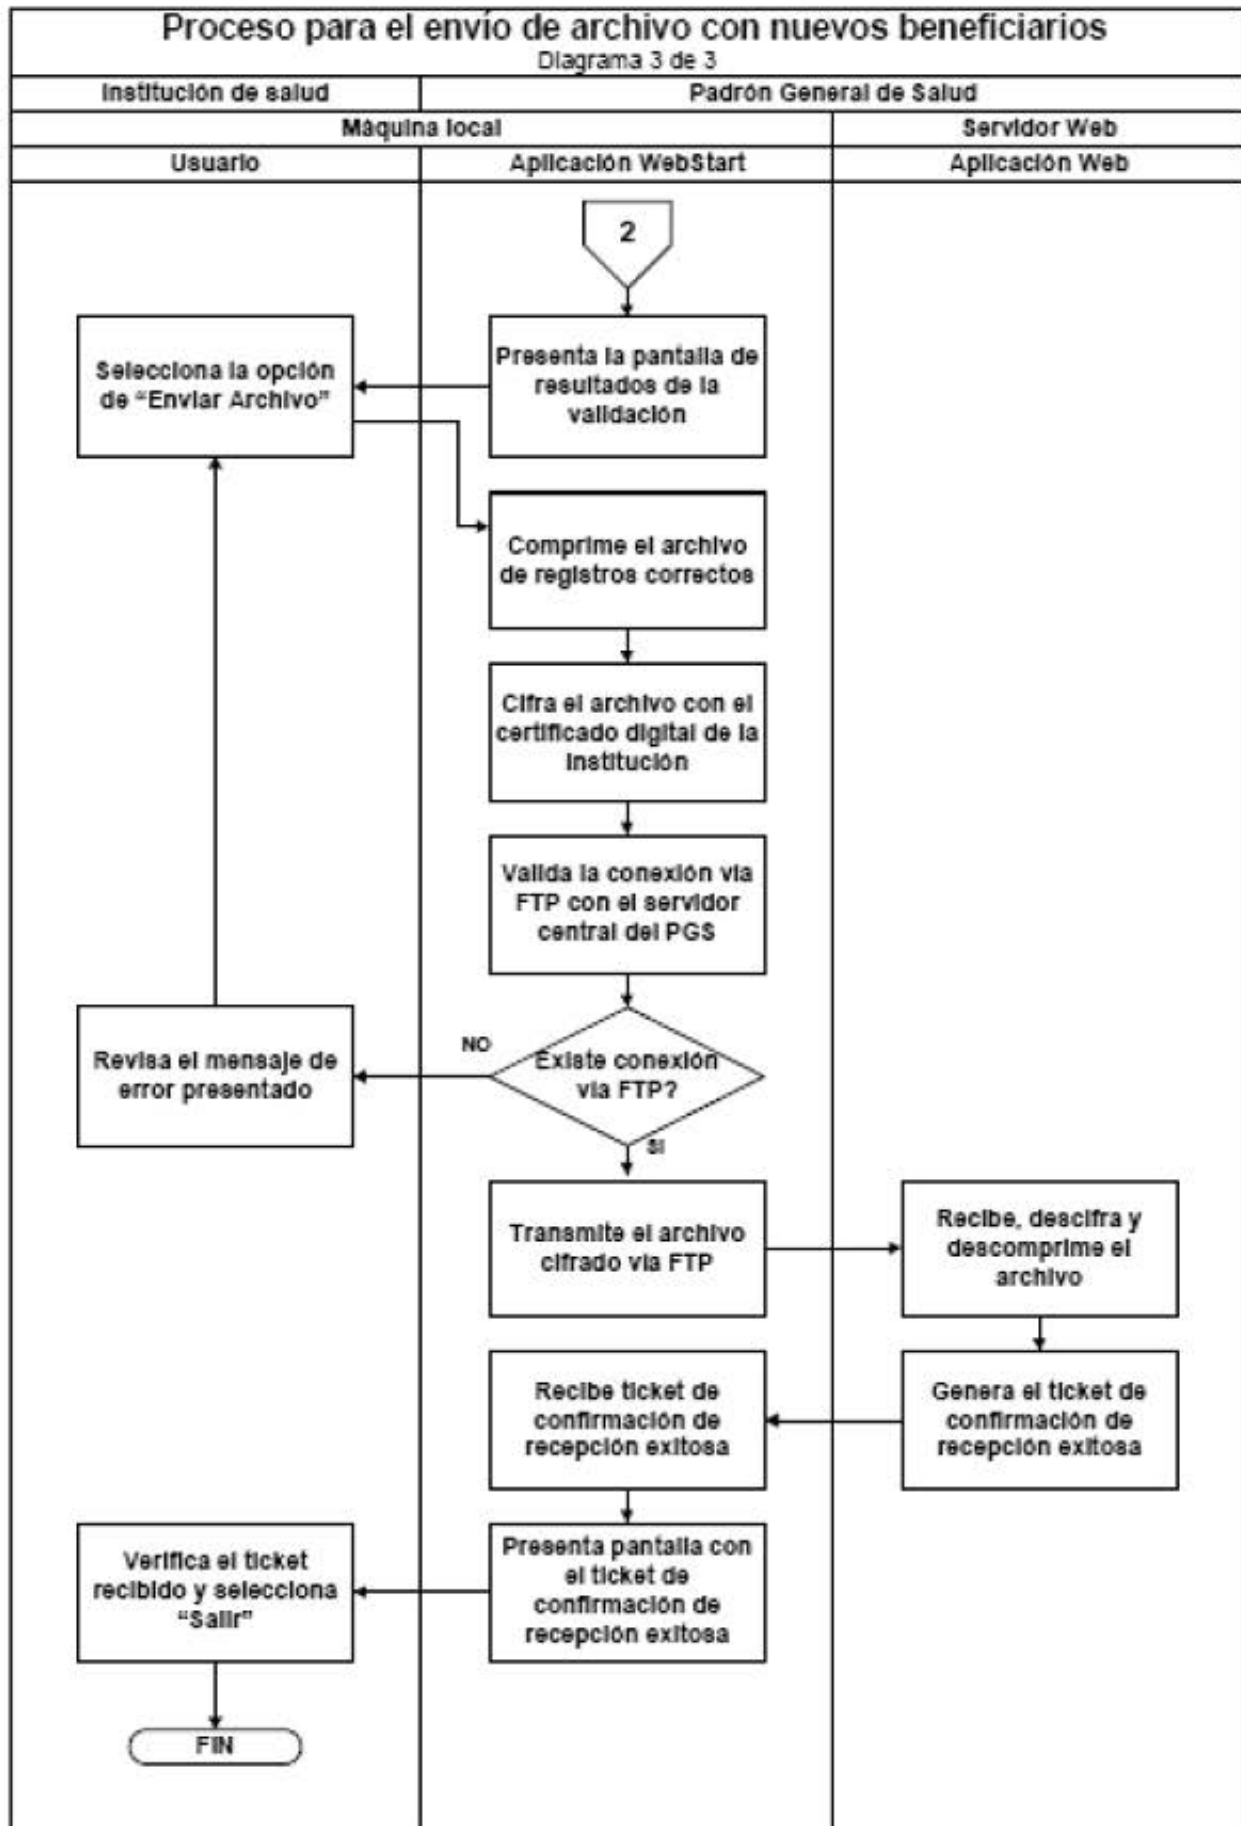 Proceso para el envío de archivo con nuevos beneficiarios
Diagrama 3 de 3
Institución de salud
Padrón General de Salud
Máquina local
Servidor Web
Usuario
Aplicación WebStart
Aplicación Web
2
Selecciona la opción
de “Enviar Archivo”
Presenta la pantalla de
resultados de la
validación
Comprime el archivo
de registros correctos
Cifra el archivo con el
certificado digital de la
Institución
Valida la conexión via
FTP con el servidor
central del PGS
Revisa el mensaje de
error presentado
NO
Existe conexión
via FTP?
SI
Transmite el archivo
cifrado via FTP
Recibe, descifra y
descomprime el
archivo
Recibe ticket de
confirmación de
recepción exitosa
Genera el ticket de
confirmación de
recepción exitosa
Verifica el ticket
recibido y selecciona
“Salir”
Presenta pantalla con
el ticket de
confirmación de
recepción exitosa
FIN